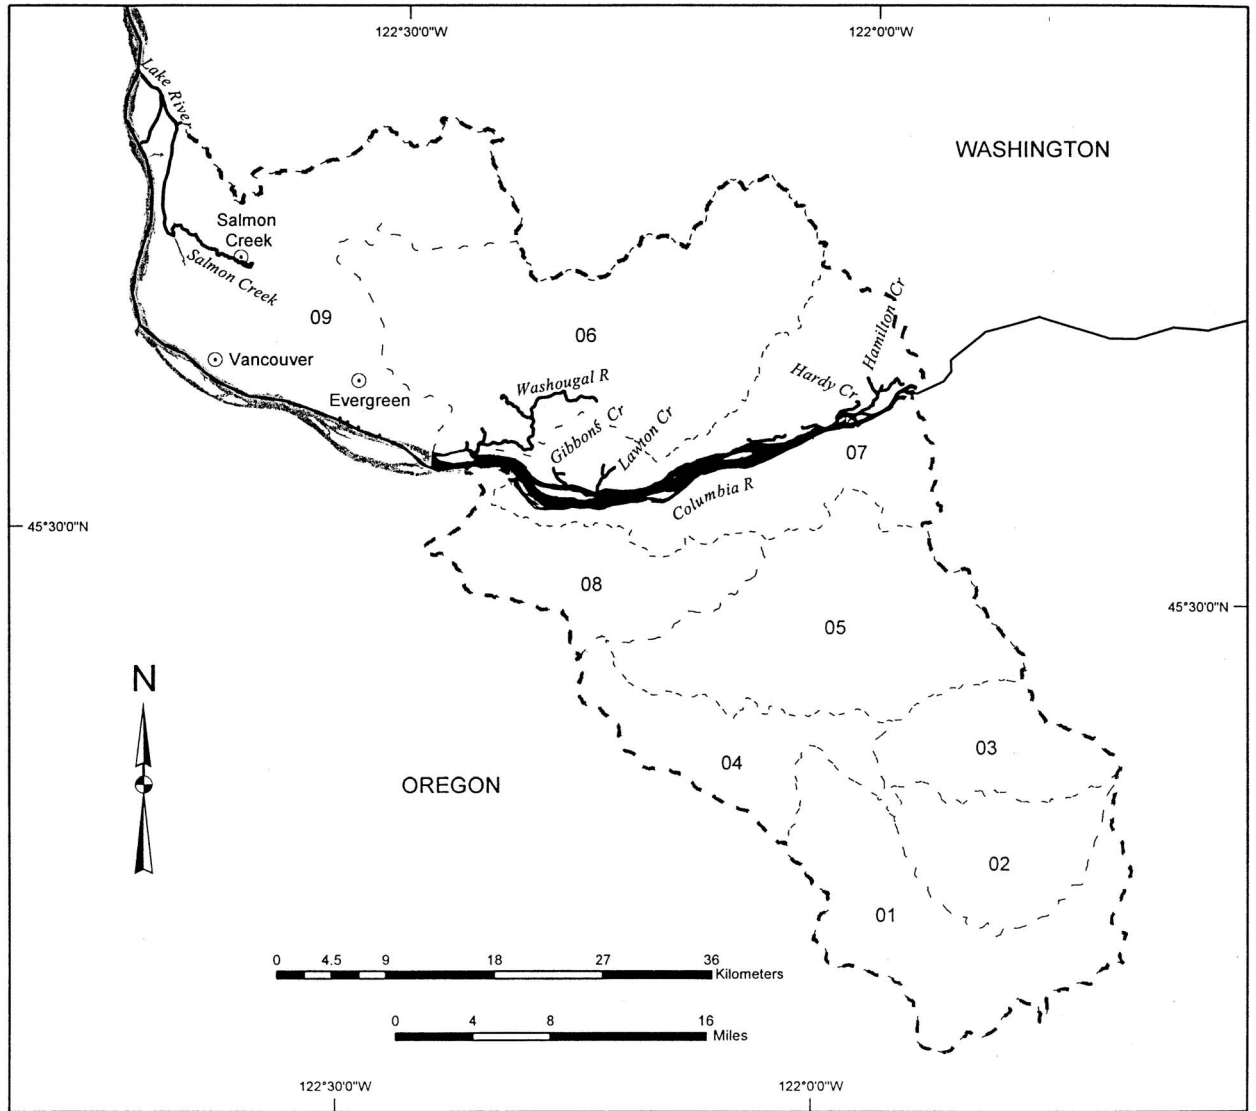 122°30'0"W
122°0'0"W
Lake River
WASHINGTON
Salmon
Creek
Salmon Creek
09
06
Hamilton Cr
Vancouver
Evergreen
Washougal R
Hardy Cr
Gibbons Cr
Lawton Cr
07
Columbia R
45°30'0"N
08
45°30'0"N
05
N
03
04
OREGON
02
01
0 4.5 9 18 27 36
Kilometers
0 4 8 16
Miles
122°30'0"W
122°0'0"W